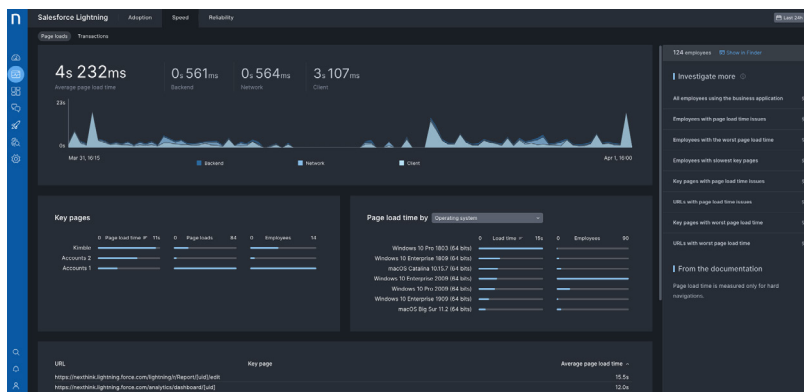 n
Salesforce Lightning
Adoption
Speed
Reliability
Last 24h
Page loads
Transactions
4s 232ms
Average page load time
0s 561ms
Backend
0s 564ms
Network
3s 107ms
Client
23s
0s
Mar 31, 16:15
Apr 1, 16:00
Backend
Network
Client
124 employees
Show in Finder
Investigate more
All employees using the business application
Employees with page load time issues
Employees with the worst page load time
Employees with slowest key pages
Key pages with page load time issues
URLs with page load time issues
Key pages with worst page load time
URLs with worst page load time
From the documentation
Page load time is measured only for hard
navigations.
Key pages
0 Page load time 11s
0 Page loads 84
0 Employees 14
Kimble
Accounts 2
Accounts 1
Page load time by
Operating system
0 Load time 15s
0 Employees 90
Windows 10 Pro 1803 (64 bits)
Windows 10 Enterprise 1809 (64 bits)
macOS Catalina 10.15.7 (64 bits)
Windows 10 Enterprise 2009 (64 bits)
Windows 10 Pro 2009 (64 bits)
Windows 10 Enterprise 1909 (64 bits)
macOS Big Sur 11.2 (64 bits)
URL
Key page
Average page load time
https://nexthink.lightning.force.com/lightning/r/Report/[uid]/edit
15.5s
https://nexthink.lightning.force.com/analytics/dashboard/[uid]
12.0s